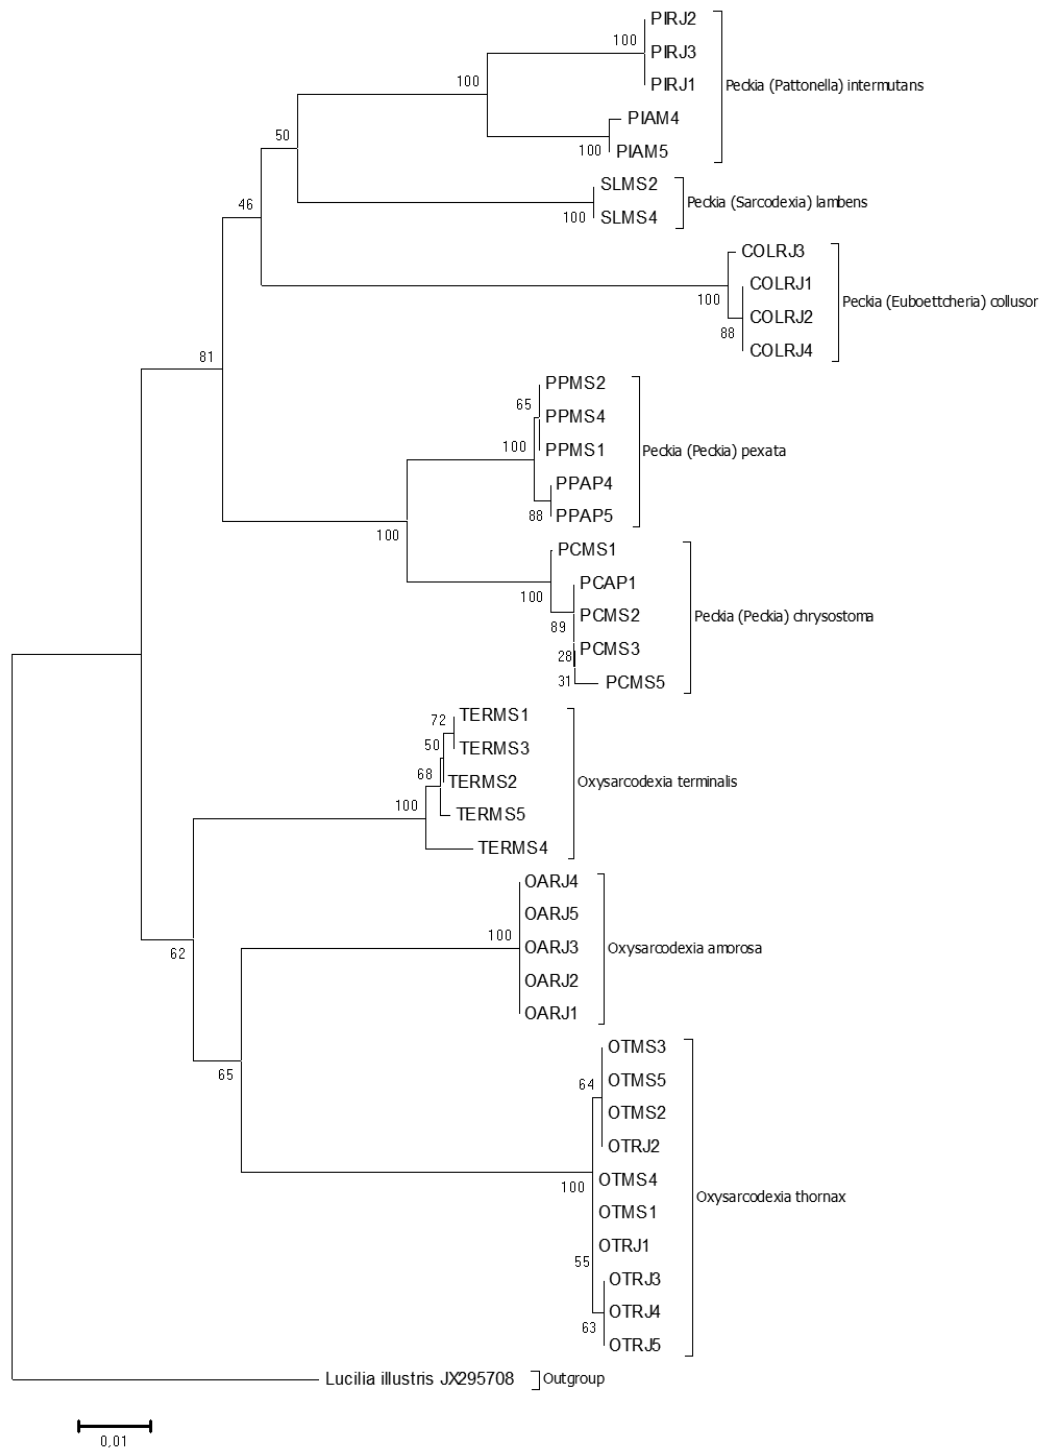 PIRJ2
100
PIRJ3
PIRJ1
100
Peckia (Pattonella) intermutans
PIAM4
50
100
PIAM5
SLMS2
Peckia (Sarcodexia) lambens
46
100
SLMS4
COLRJ3
COLRJ1
100
Peckia (Euboettcheria) collusor
COLRJ2
88
COLRJ4
81
PPMS2
65
PPMS4
100
PPMS1
Peckia (Peckia) pexata
PPAP4
88
PPAP5
100
PCMS1
PCAP1
100
PCMS2
Peckia (Peckia) chrysostoma
89
PCMS3
28
31
PCMS5
72
TERMS1
50
TERMS3
68
TERMS2
Oxysarcodexia terminalis
100
TERMS5
TERMS4
OARJ4
OARJ5
100
OARJ3
Oxysarcodexia amorosa
62
OARJ2
OARJ1
OTMS3
65
64
OTMS5
OTMS2
OTRJ2
100
OTMS4
Oxysarcodexia thornax
OTMS1
OTRJ1
55
OTRJ3
OTRJ4
63
OTRJ5
Lucilia illustris JX295708
Outgroup
0,01